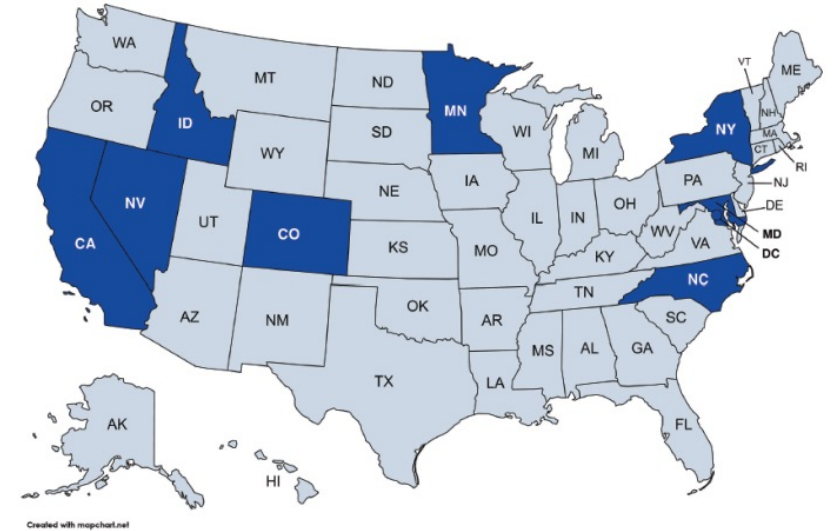 WA
MT
ND
MN
VT
ME
OR
ID
SD
WI
NY
NH
MA
CT
RI
WY
MI
IA
PA
NJ
NE
DE
NV
UT
CO
IL
IN
OH
WV
MD
VA
DC
CA
KS
MO
KY
NC
AZ
NM
OK
TN
AR
SC
MS
AL
GA
TX
LA
AK
FL
HI
Created with mapchart.net